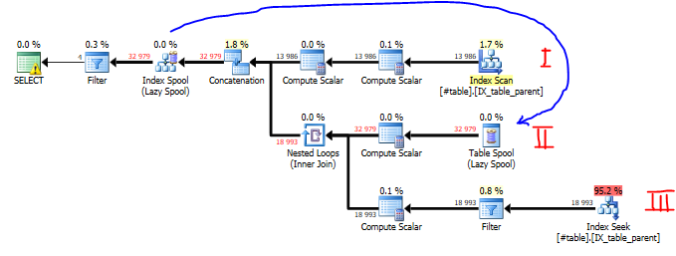 0.0 % 0.3 % 0.0 % 1.8 % 0.0 % 0.1 % 1.7 %
4 32 979 32 979 13 986 13 986 13 986 I
SELECT Filter Index Spool Concatenation Compute Scalar Compute Scalar Index Scan
(Lazy Spool) [#table].[IX_table_parent]
0.0 % 0.0 % 0.0 %
18 993 32 979 32 979 II
Nested Loops Compute Scalar Table Spool
(Inner Join) (Lazy Spool)
0.1 % 0.8 % 95.2 %
18 993 18 993 18 993 III
Compute Scalar Filter Index Seek
[#table].[IX_table_parent]